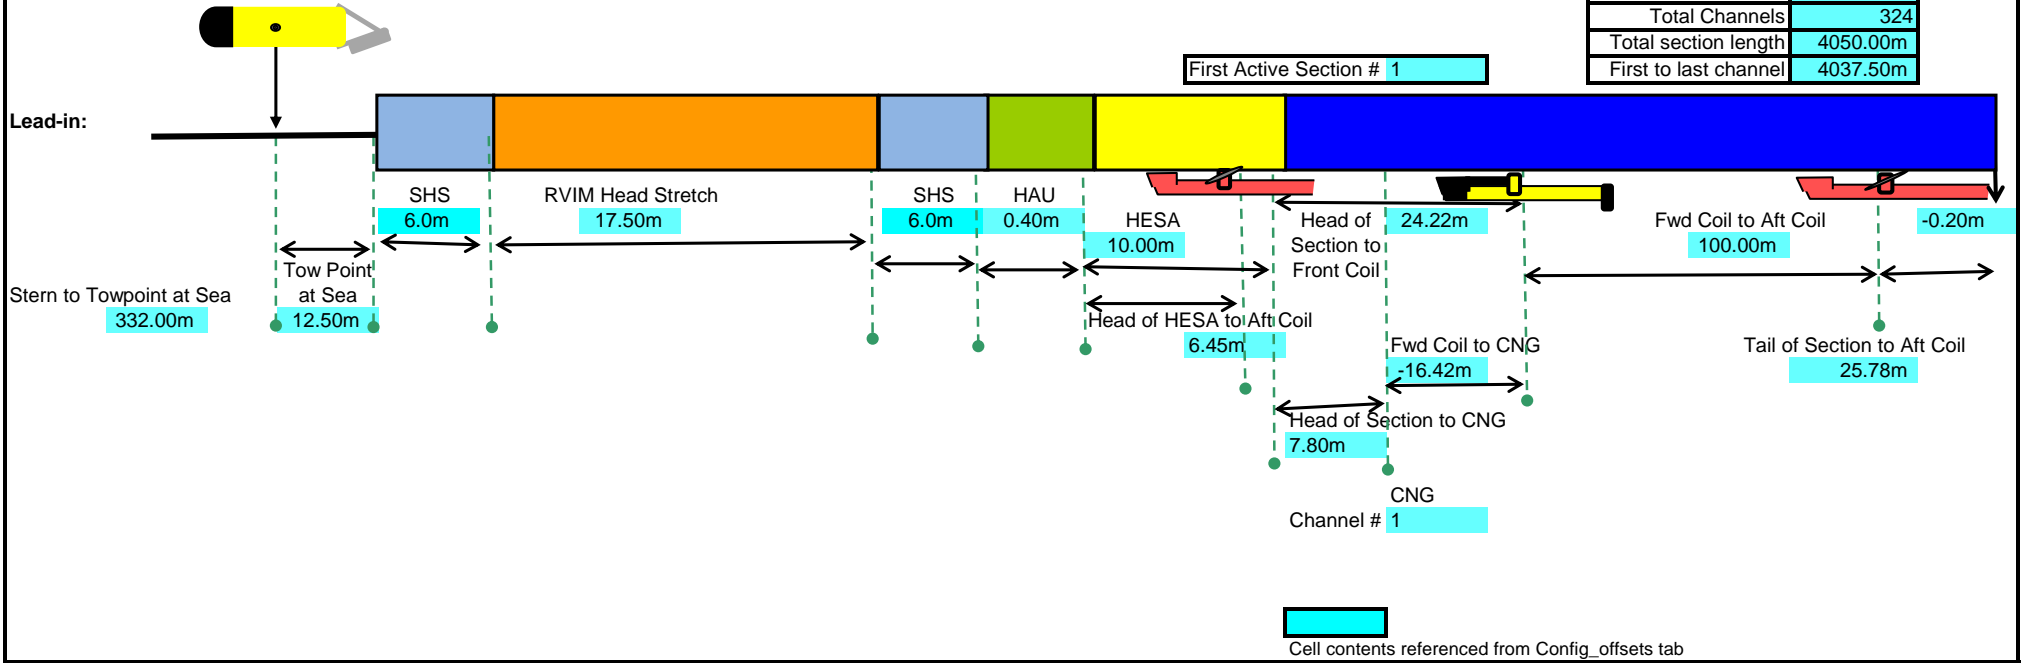 Total Channels 324
Total section length 4050.00m
First Active Section # 1
First to last channel 4037.50m
Lead-in:
SHS
6.0m
RVIM Head Stretch
17.50m
SHS
6.0m
HAU
0.40m
HESA
10.00m
Head of
Section to
Front Coil
24.22m
Fwd Coil to Aft Coil
100.00m
-0.20m
Tow Point
at Sea
12.50m
Stern to Towpoint at Sea
332.00m
Head of HESA to Aft Coil
6.45m
Fwd Coil to CNG
-16.42m
Tail of Section to Aft Coil
25.78m
Head of Section to CNG
7.80m
CNG
Channel # 1
Cell contents referenced from Config_offsets tab